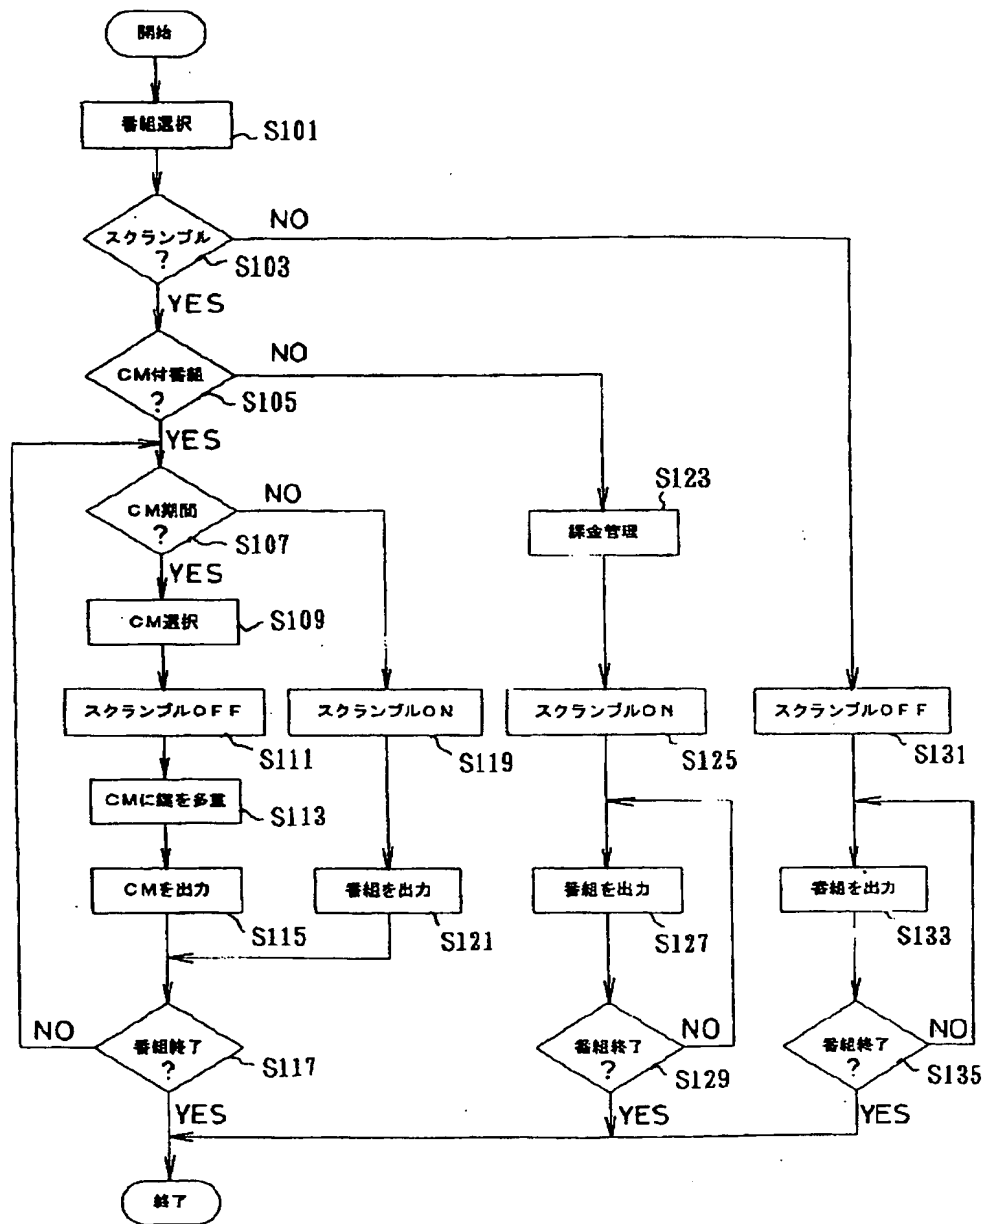 開始
番組選択
S101
スクランブル
?
NO
S103
YES
CM付番組
?
NO
S105
YES
CM期間
?
NO
S107
YES
S123
課金管理
CM選択
S109
スクランブルOFF
S111
スクランブルON
S119
スクランブルON
S125
スクランブルOFF
S131
CMに鍵を多重
S113
CMを出力
S115
番組を出力
S121
番組を出力
S127
番組を出力
S133
NO
番組終了
?
S117
YES
番組終了
?
NO
S129
YES
番組終了
?
NO
S135
YES
終了